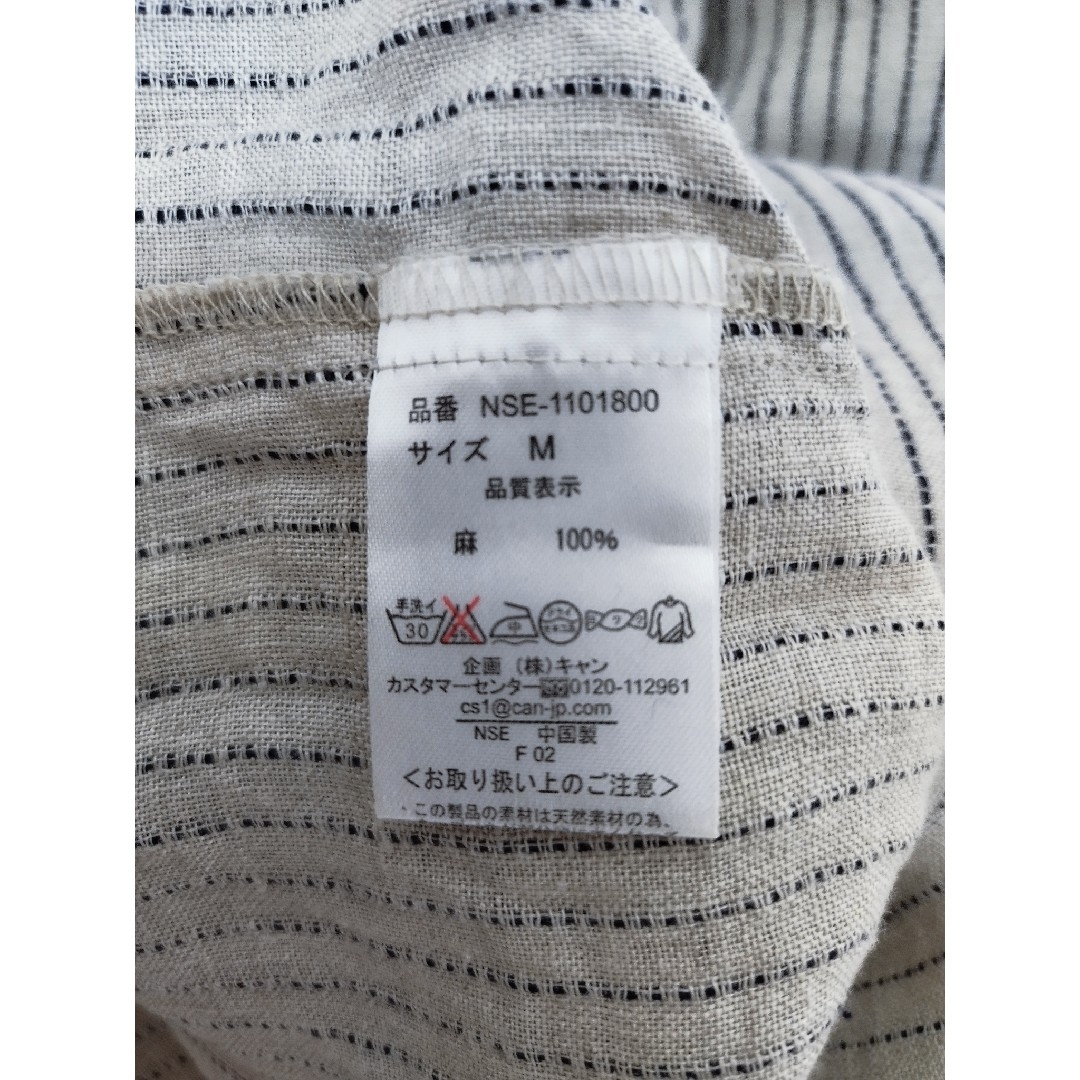 品番 NSE-1101800
サイズ M
品質表示
麻 100%
手洗イ 30 中 ドライ
企画 (株)キャン
カスタマーセンター 0120-112961
cs1@can-jp.com
NSE 中国製
F 02
<お取り扱い上のご注意>
・この製品の素材は天然素材の為、